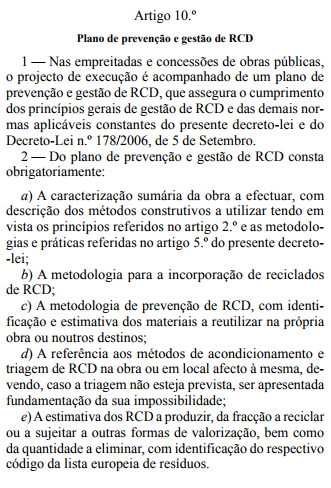 Artigo 10.º
Plano de prevenção e gestão de RCD
1 — Nas empreitadas e concessões de obras públicas,
o projecto de execução é acompanhado de um plano de
prevenção e gestão de RCD, que assegura o cumprimento
dos princípios gerais de gestão de RCD e das demais nor-
mas aplicáveis constantes do presente decreto-lei e do
Decreto-Lei n.º 178/2006, de 5 de Setembro.
2 — Do plano de prevenção e gestão de RCD consta
obrigatoriamente:
a) A caracterização sumária da obra a efectuar, com
descrição dos métodos construtivos a utilizar tendo em
vista os princípios referidos no artigo 2.º e as metodolo-
gias e práticas referidas no artigo 5.º do presente decreto-
-lei;
b) A metodologia para a incorporação de reciclados
de RCD;
c) A metodologia de prevenção de RCD, com identi-
ficação e estimativa dos materiais a reutilizar na própria
obra ou noutros destinos;
d) A referência aos métodos de acondicionamento e
triagem de RCD na obra ou em local afecto à mesma, de-
vendo, caso a triagem não esteja prevista, ser apresentada
fundamentação da sua impossibilidade;
e) A estimativa dos RCD a produzir, da fracção a reciclar
ou a sujeitar a outras formas de valorização, bem como
da quantidade a eliminar, com identificação do respectivo
código da lista europeia de resíduos.